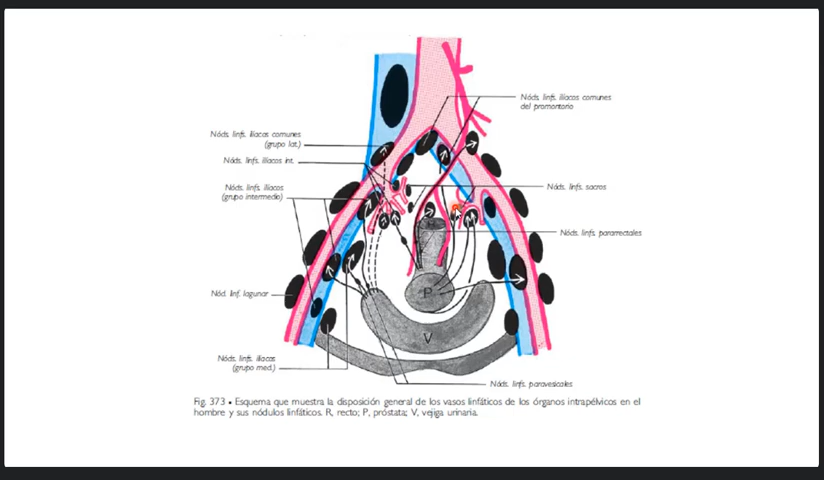 Nóds. linfs. ilíacos comunes
del promontorio
Nóds. linfs. ilíacos comunes
(grupo lat.)
Nóds. linfs. ilíacos int.
Nóds. linfs. ilíacos
(grupo intermedio)
Nóds. linfs. sacros
Nóds. linfs. pararrectales
Nód. linf. lagunar
P
V
Nóds. linfs. ilíacos
(grupo med.)
Nóds. linfs. paravesicales
Fig. 373 • Esquema que muestra la disposición general de los vasos linfáticos de los órganos intrapélvicos en el
hombre y sus nódulos linfáticos. R, recto; P, próstata; V, vejiga urinaria.